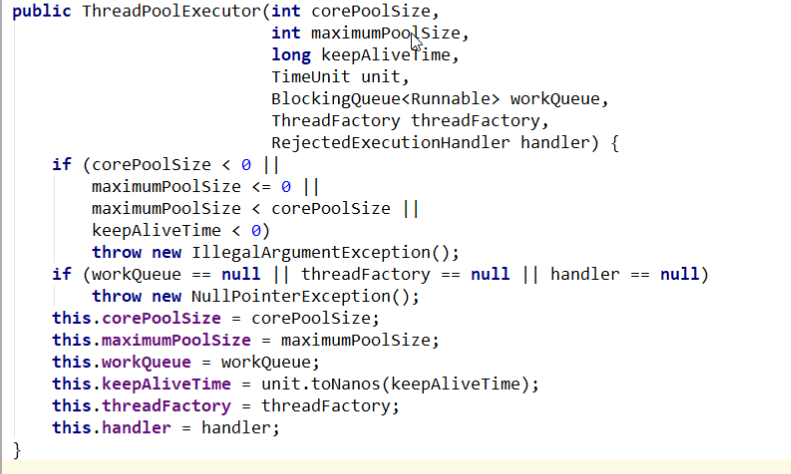 public ThreadPoolExecutor(int corePoolSize,
                          int maximumPoolSize,
                          long keepAliveTime,
                          TimeUnit unit,
                          BlockingQueue<Runnable> workQueue,
                          ThreadFactory threadFactory,
                          RejectedExecutionHandler handler) {
    if (corePoolSize < 0 ||
        maximumPoolSize <= 0 ||
        maximumPoolSize < corePoolSize ||
        keepAliveTime < 0)
        throw new IllegalArgumentException();
    if (workQueue == null || threadFactory == null || handler == null)
        throw new NullPointerException();
    this.corePoolSize = corePoolSize;
    this.maximumPoolSize = maximumPoolSize;
    this.workQueue = workQueue;
    this.keepAliveTime = unit.toNanos(keepAliveTime);
    this.threadFactory = threadFactory;
    this.handler = handler;
}